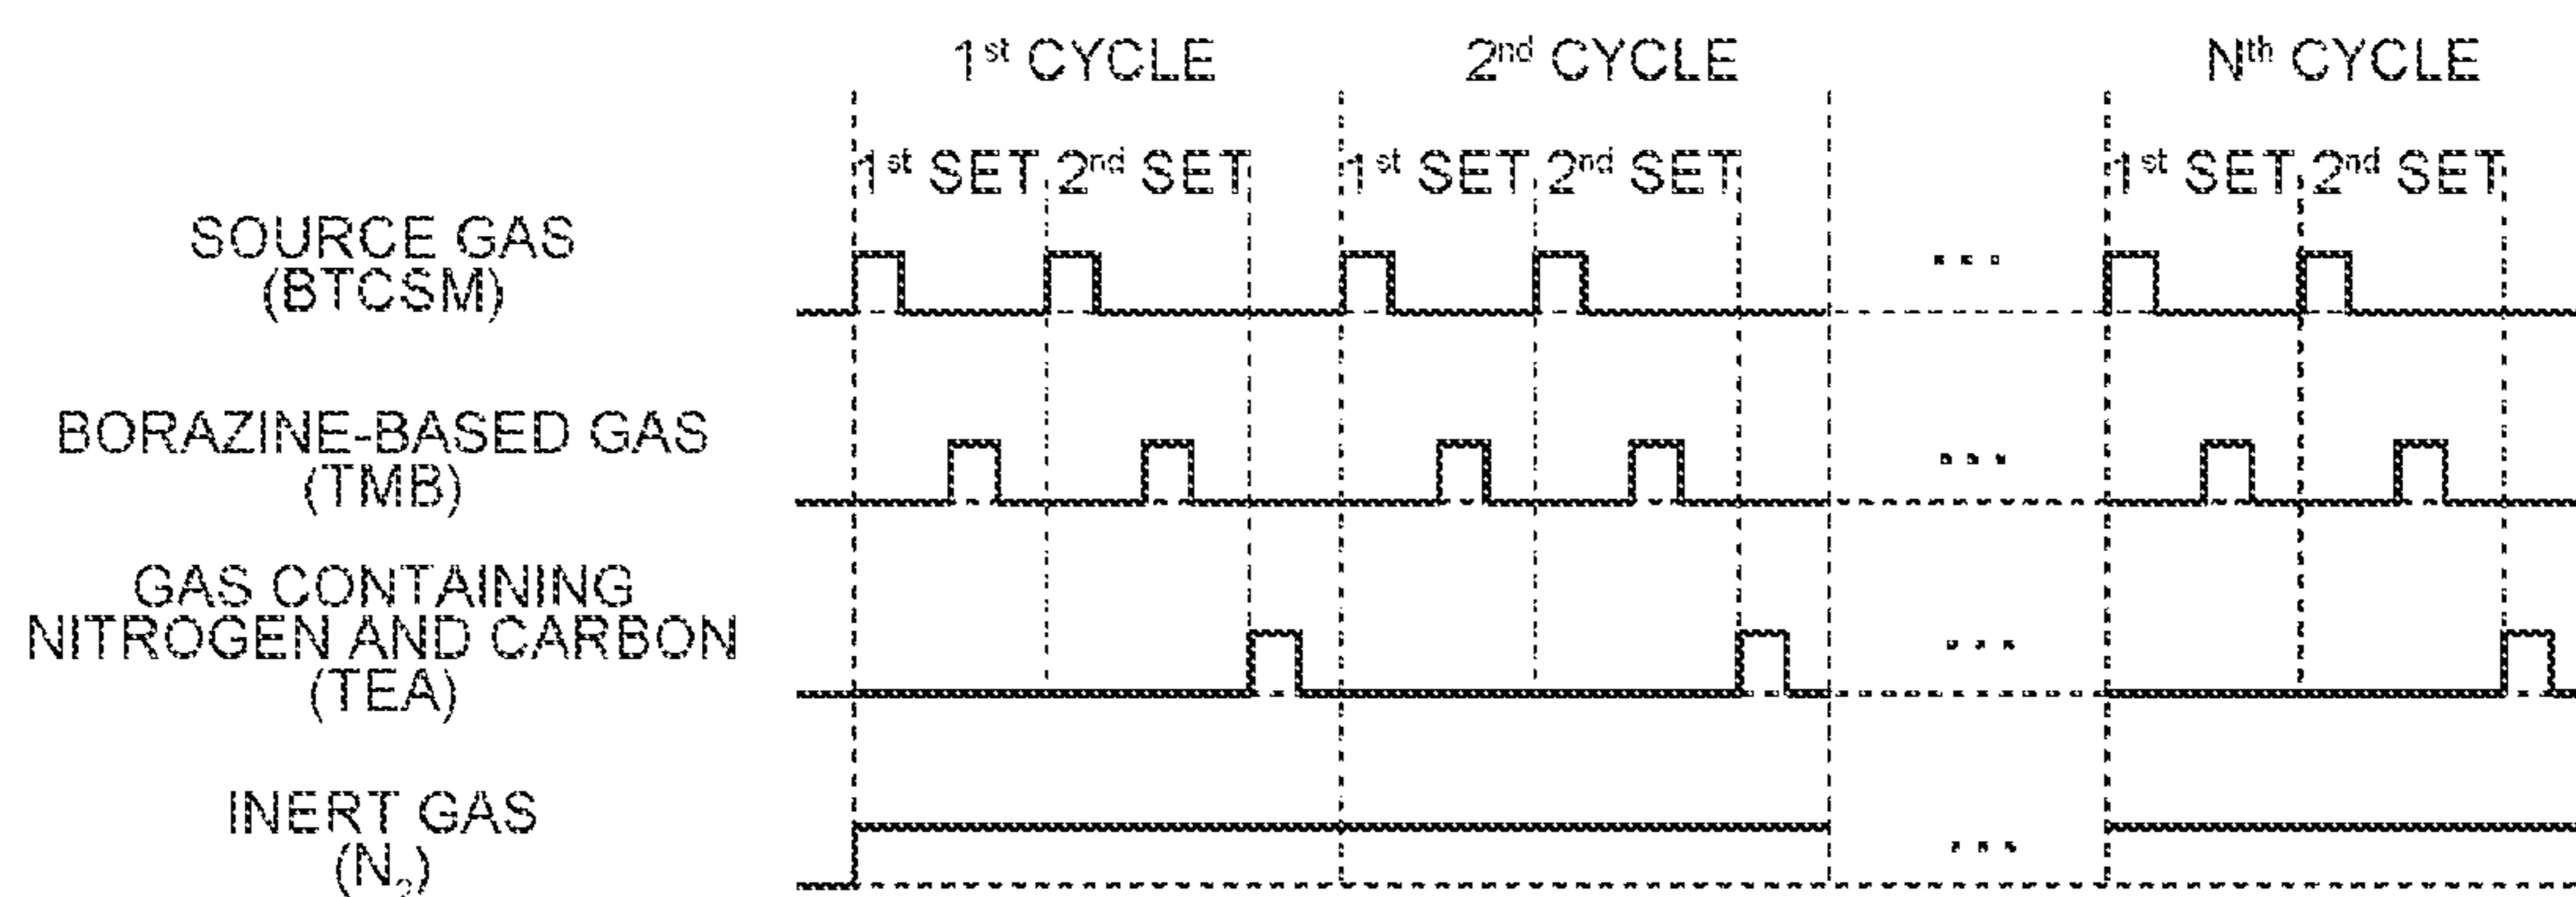 1st CYCLE 2nd CYCLE Nth CYCLE
1st SET 2nd SET 1st SET 2nd SET 1st SET 2nd SET
SOURCE GAS
(BTCSM)
...
BORAZINE-BASED GAS
(TMB)
...
GAS CONTAINING
NITROGEN AND CARBON
(TEA)
...
INERT GAS
(N2)
...